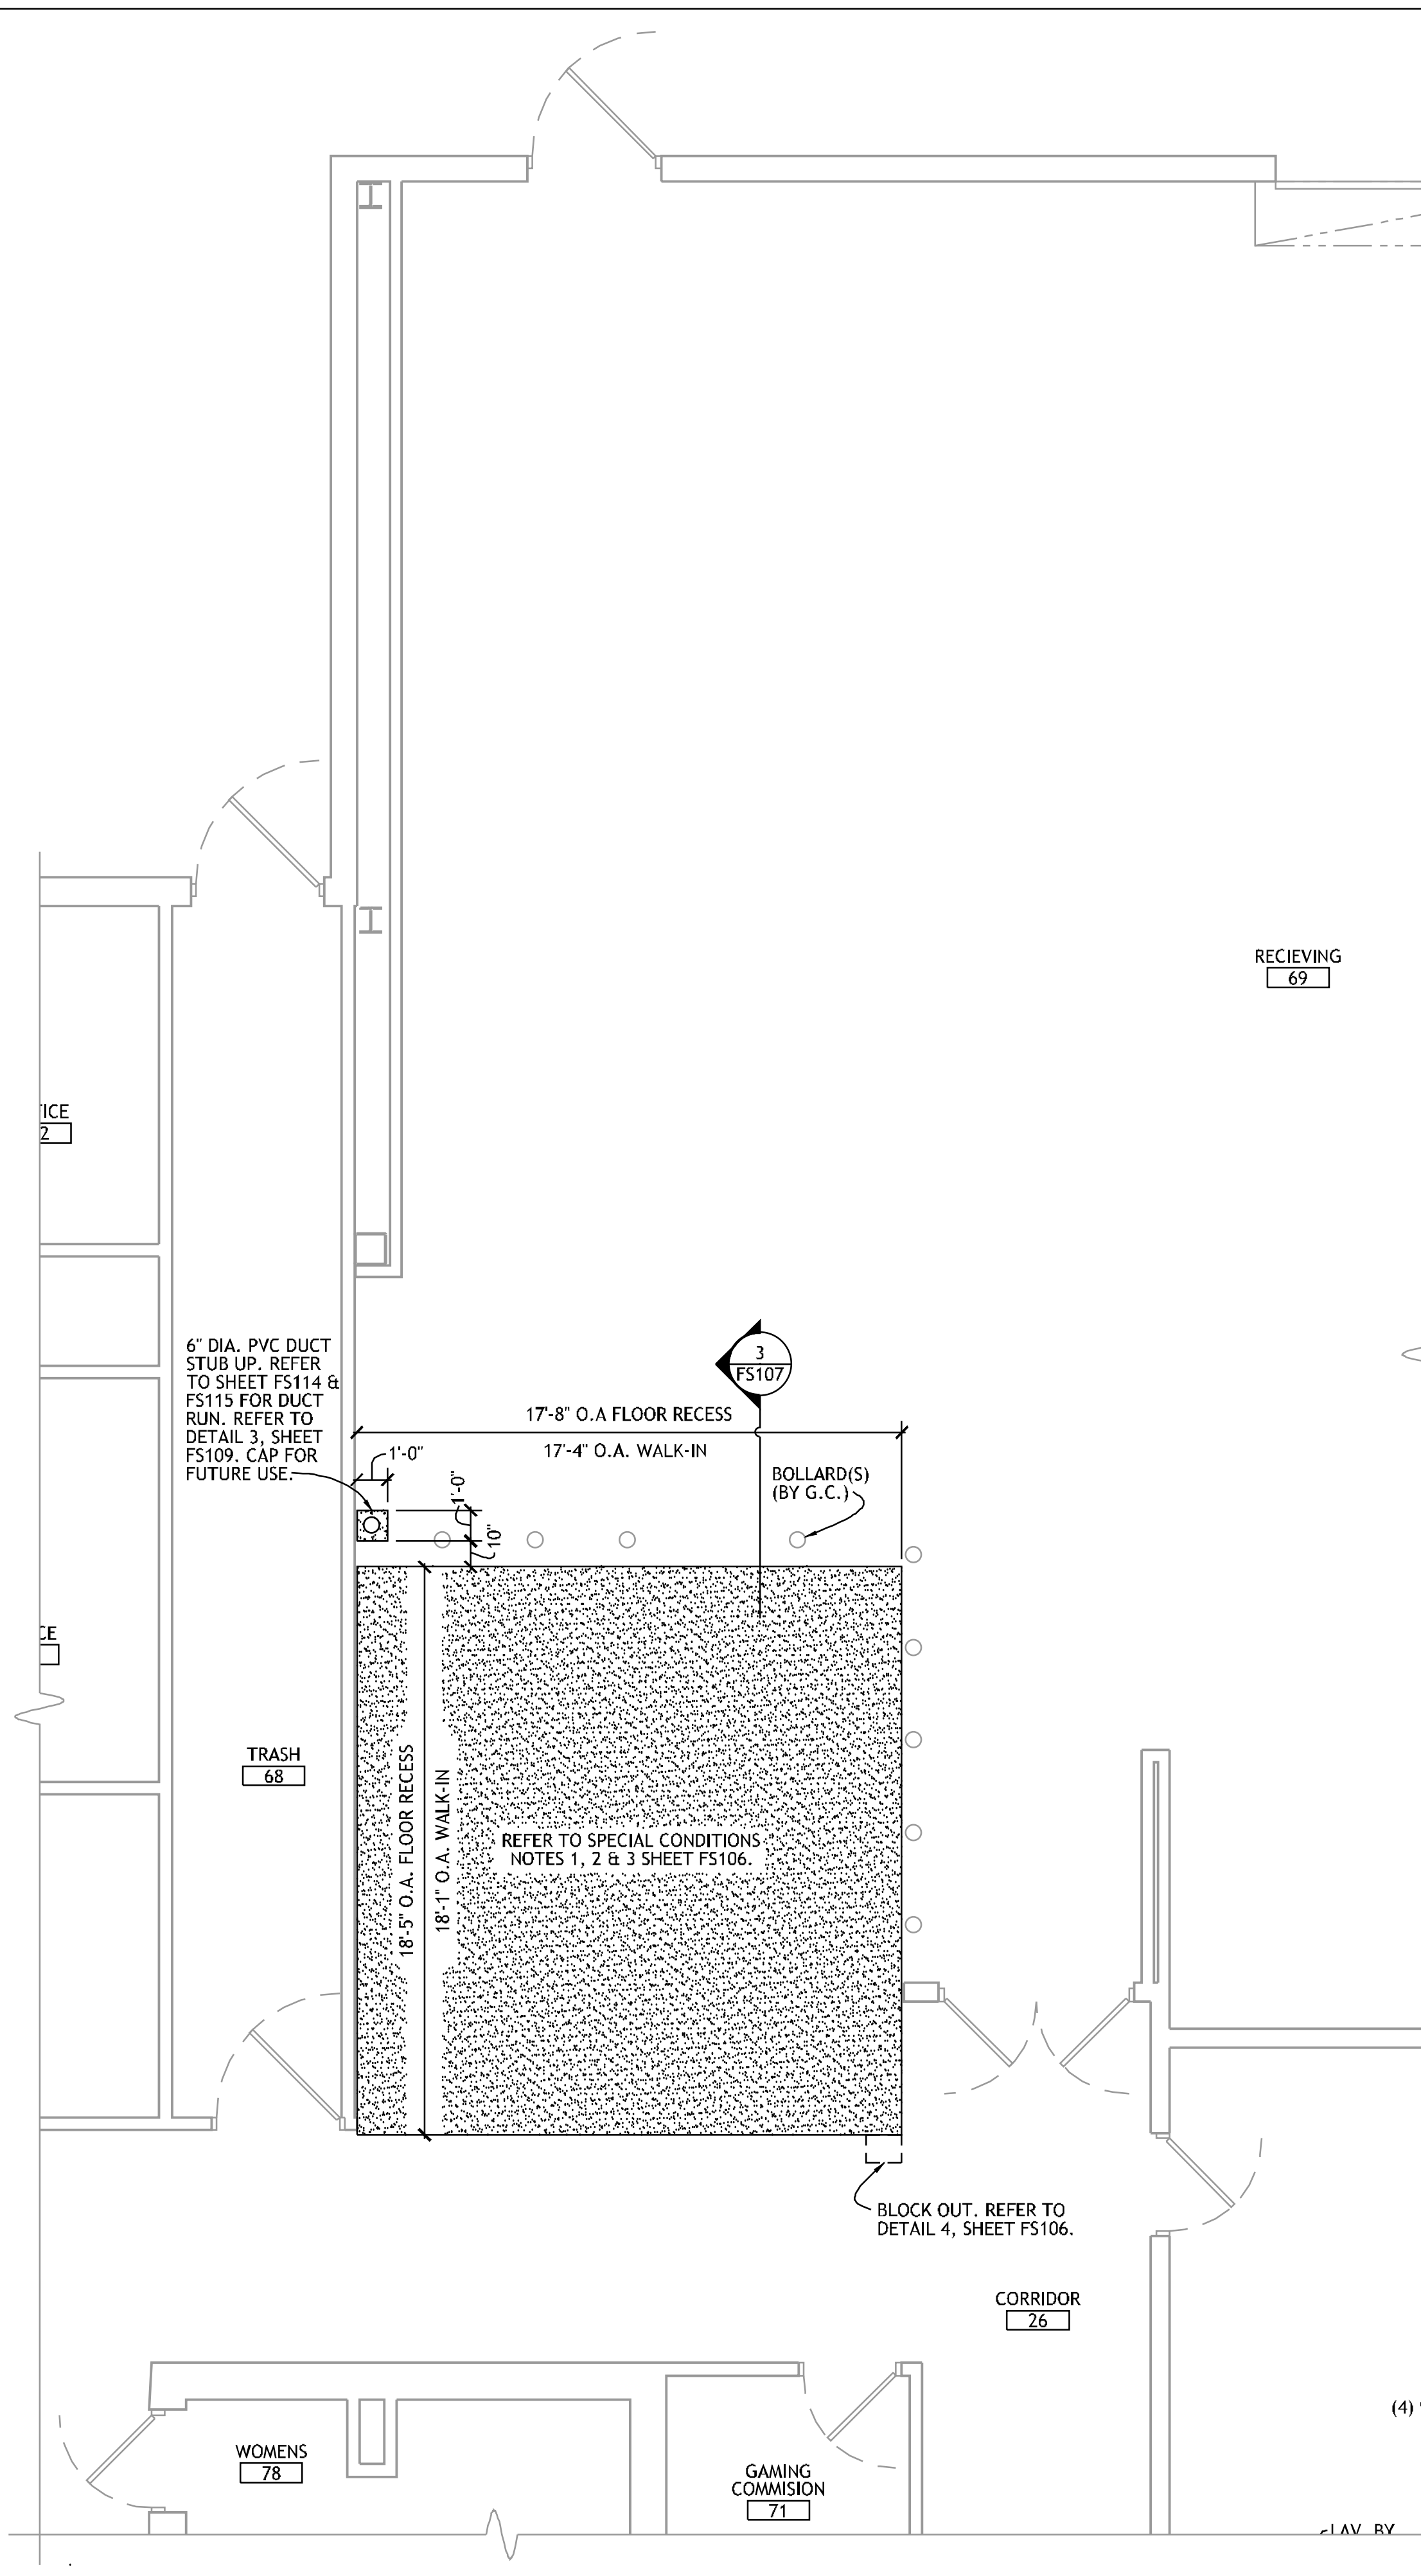 RECIEVING
69
2
6" DIA. PVC DUCT
STUB UP. REFER
TO SHEET FS114 &
FS115 FOR DUCT
RUN. REFER TO
DETAIL 3, SHEET
FS109. CAP FOR
FUTURE USE.
3
FS107
17'-8" O.A FLOOR RECESS
17'-4" O.A. WALK-IN
1'-0"
1'-0"
10"
BOLLARD(S)
(BY G.C.)
TRASH
68
18'-5" O.A. FLOOR RECESS
18'-1" O.A. WALK-IN
REFER TO SPECIAL CONDITIONS
NOTES 1, 2 & 3 SHEET FS106.
BLOCK OUT. REFER TO
DETAIL 4, SHEET FS106.
CORRIDOR
26
(4)
WOMENS
78
GAMING
COMMISION
71
LAV. BY